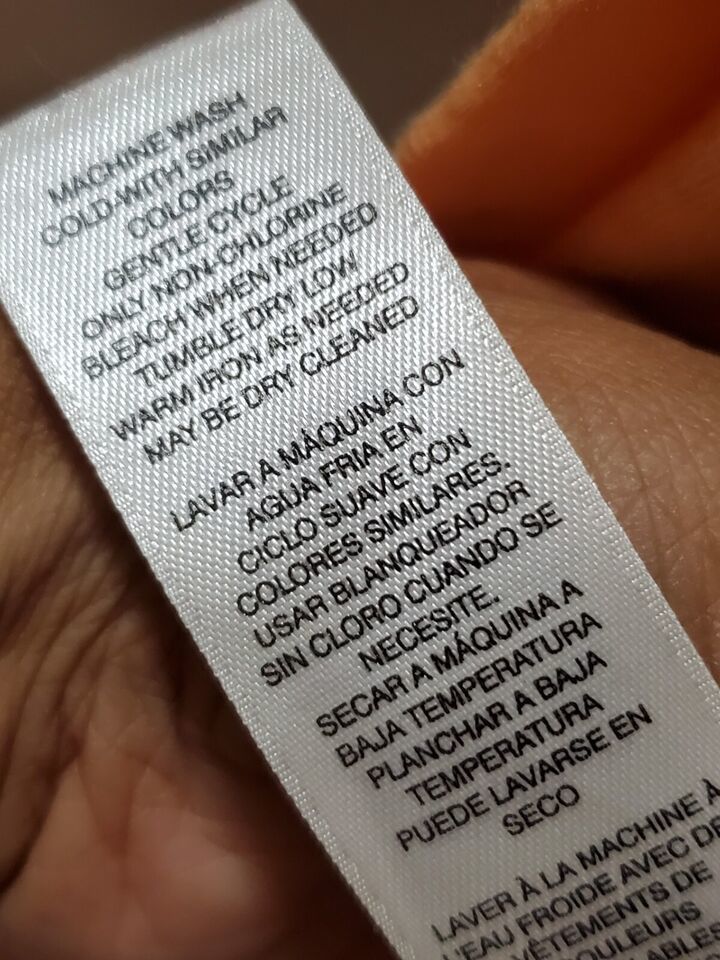 MACHINE WASH
COLD-WITH SIMILAR
COLORS
GENTLE CYCLE
ONLY NON-CHLORINE
BLEACH WHEN NEEDED
TUMBLE DRY LOW
WARM IRON AS NEEDED
MAY BE DRY CLEANED
LAVAR A MÁQUINA CON
AGUA FRIA EN
CICLO SUAVE CON
COLORES SIMILARES.
USAR BLANQUEADOR
SIN CLORO CUANDO SE
NECESITE.
SECAR A MÁQUINA A
BAJA TEMPERATURA
PLANCHAR A BAJA
TEMPERATURA
PUEDE LAVARSE EN
SECO
LAVER À LA MACHINE À
L'EAU FROIDE AVEC
VÊTEMENTS DE